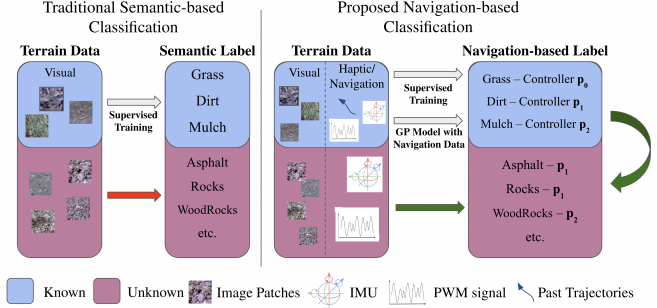 Traditional Semantic-based
Classification
Terrain Data
Semantic Label
Visual
Supervised
Training
Grass
Dirt
Mulch
Asphalt
Rocks
WoodRocks
etc.
Proposed Navigation-based
Classification
Terrain Data
Navigation-based Label
Visual
Haptic/
Navigation
Supervised
Training
GP Model with
Navigation Data
Grass – Controller p0
Dirt – Controller p1
Mulch – Controller p2
Asphalt – p1
Rocks – p1
WoodRocks – p2
etc.
Known
Unknown
Image Patches
IMU
PWM signal
Past Trajectories